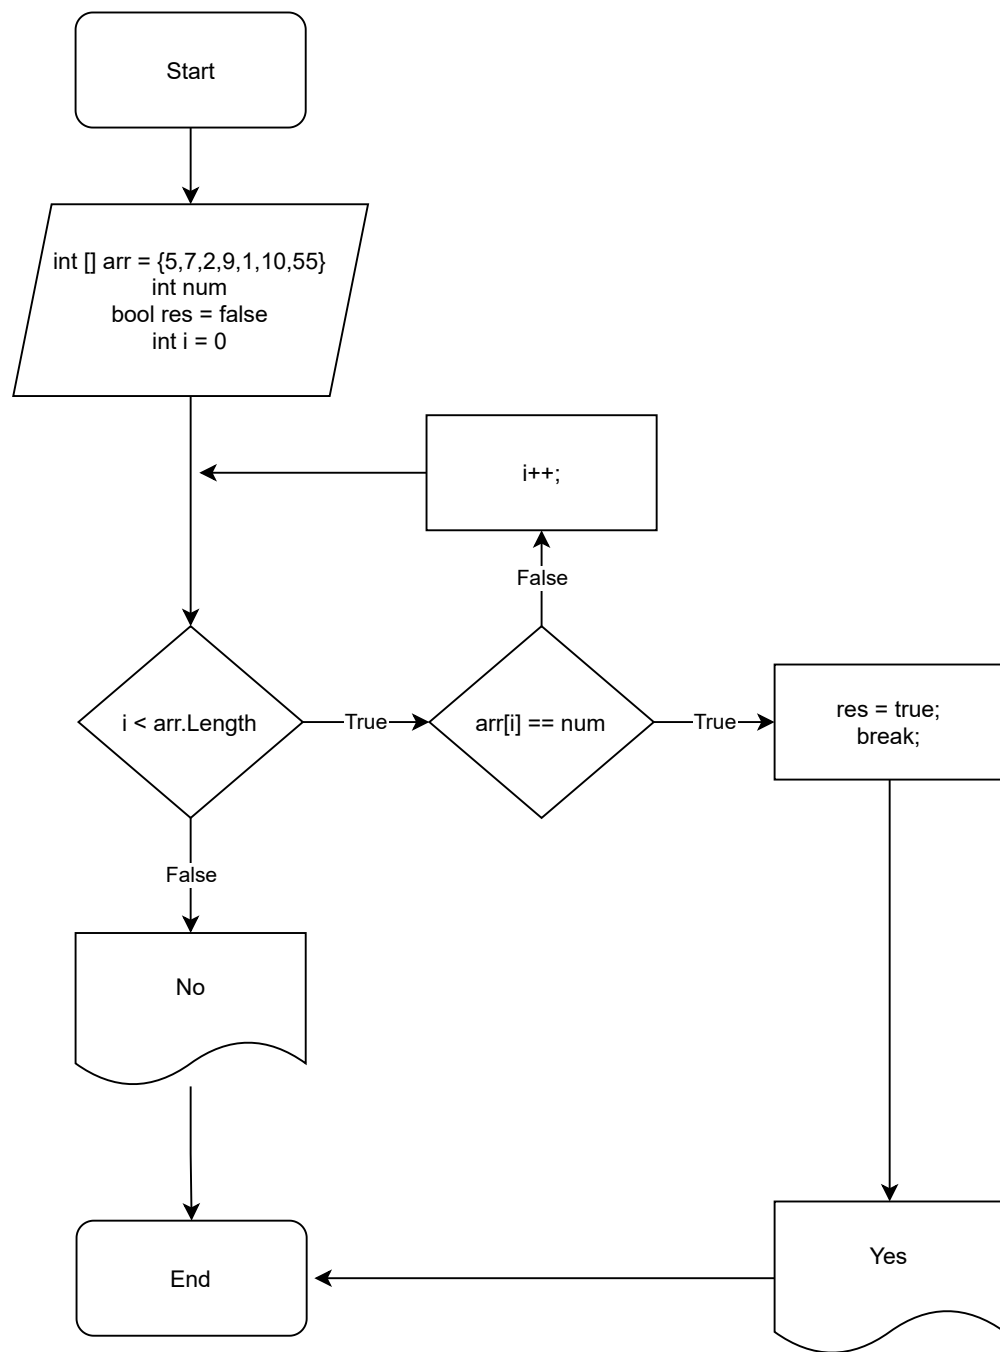 Start
int [] arr = {5,7,2,9,1,10,55}
int num
bool res = false
int i = 0
i++;
False
i < arr.Length
True
arr[i] == num
True
res = true;
break;
False
No
Yes
End